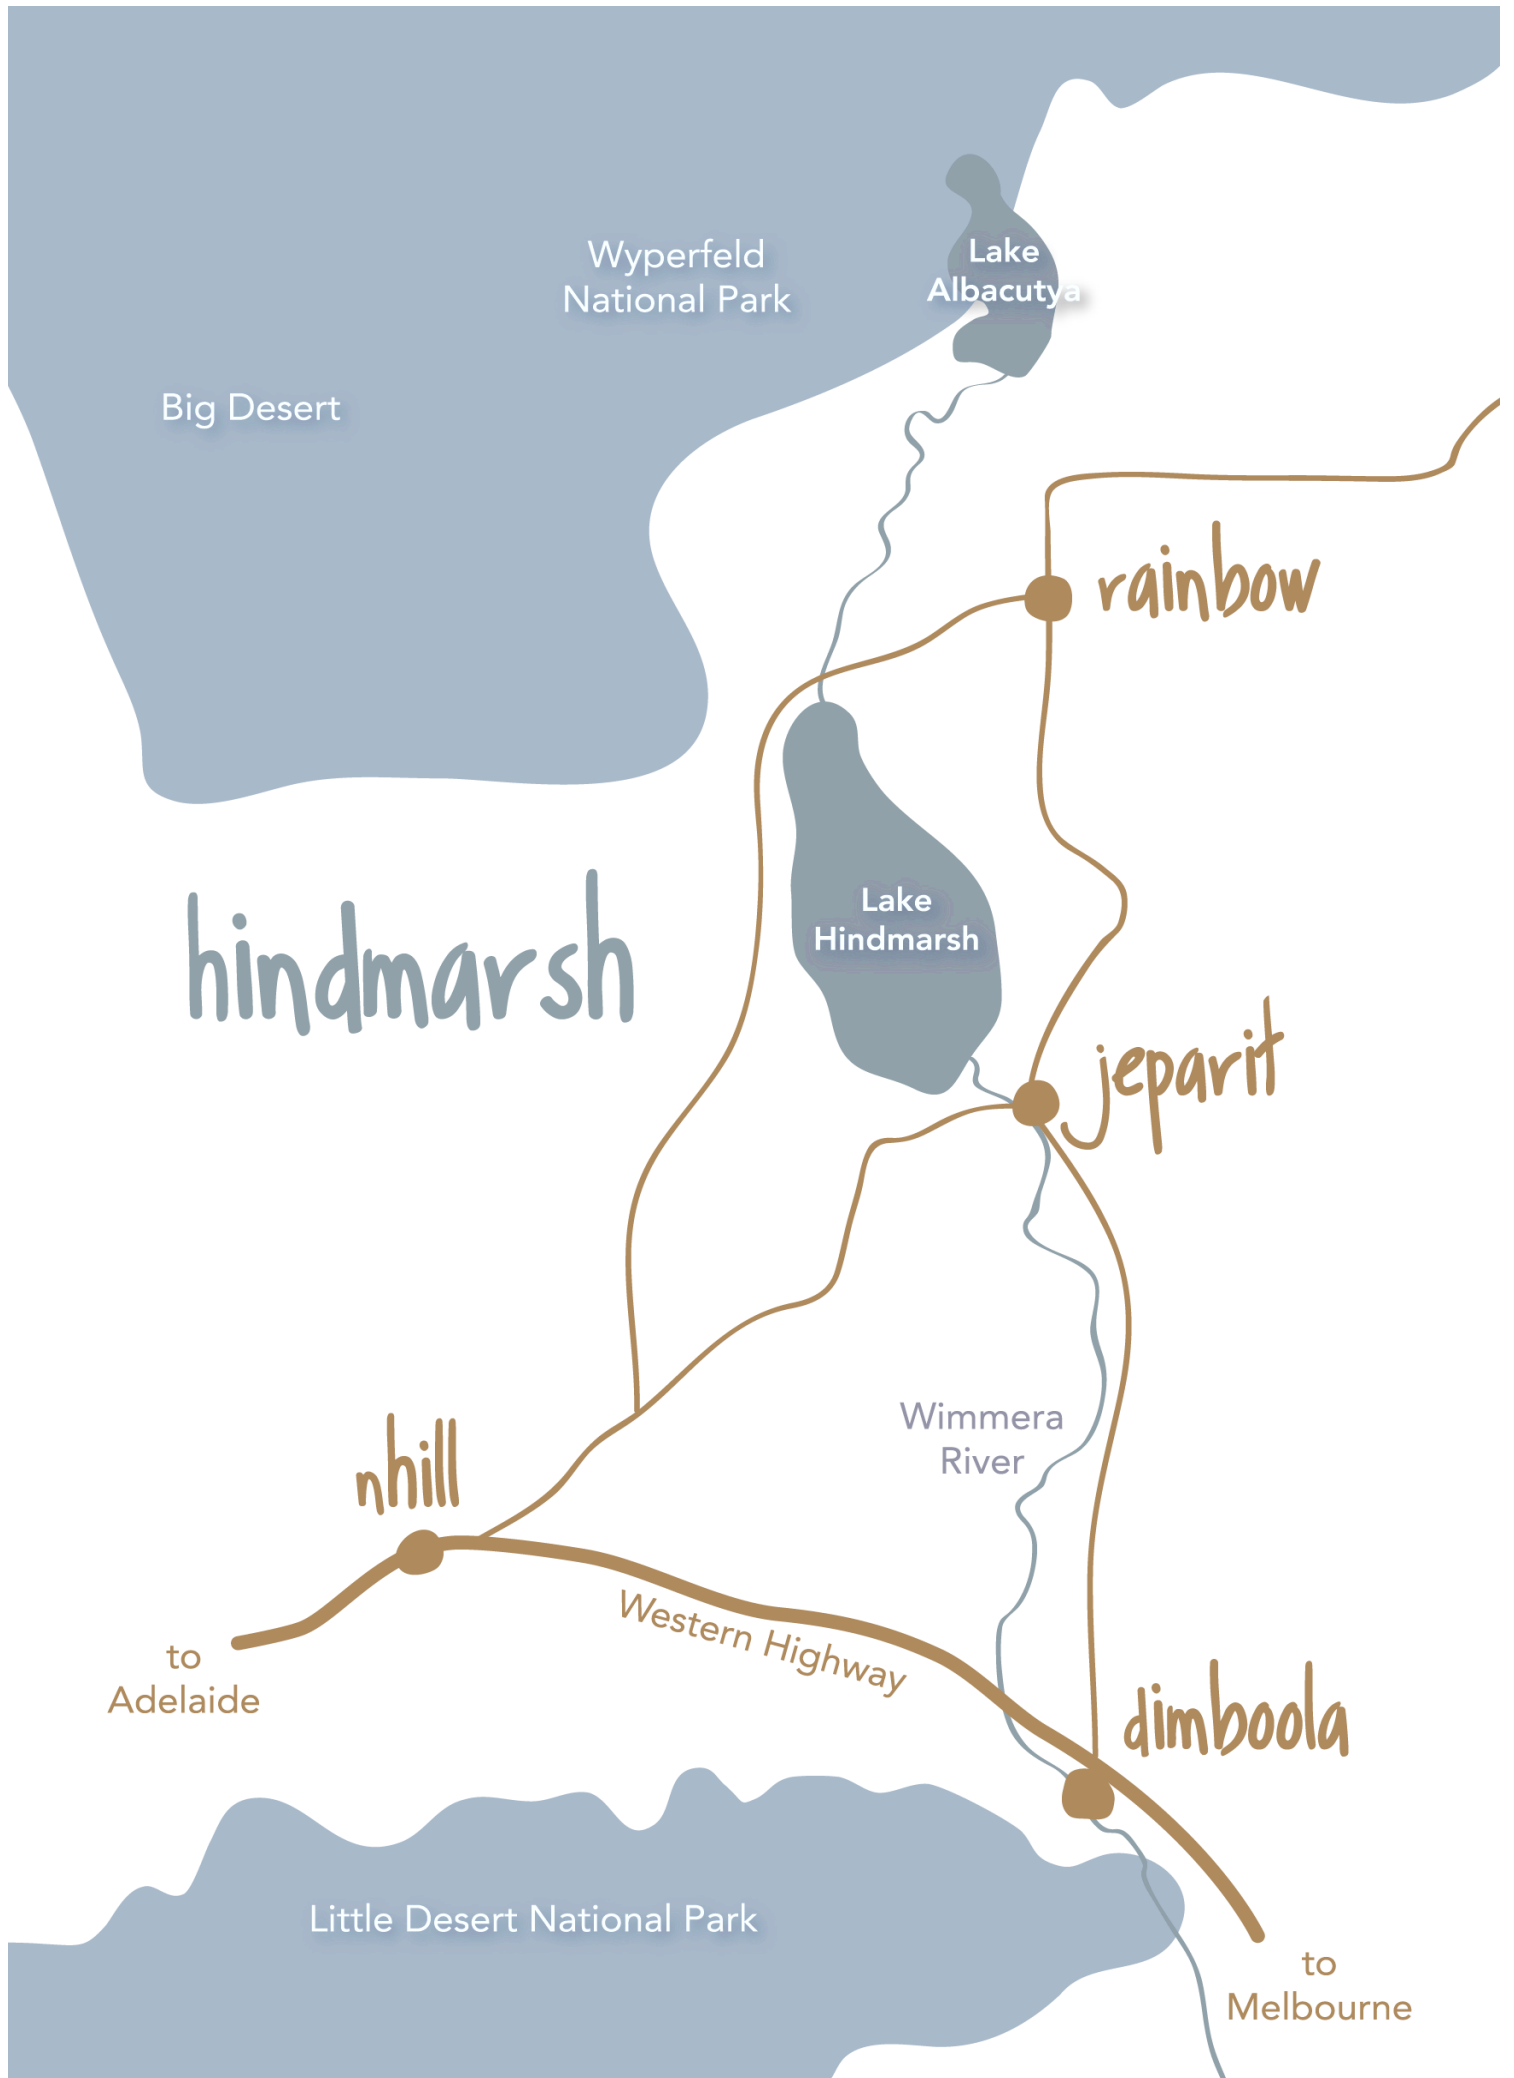 Lake
Albacutya
Wyperfeld
National Park
Big Desert
rainbow
Lake
Hindmarsh
hindmarsh
jeparit
Wimmera
River
nhill
Western Highway
to
Adelaide
dimboola
Little Desert National Park
to
Melbourne